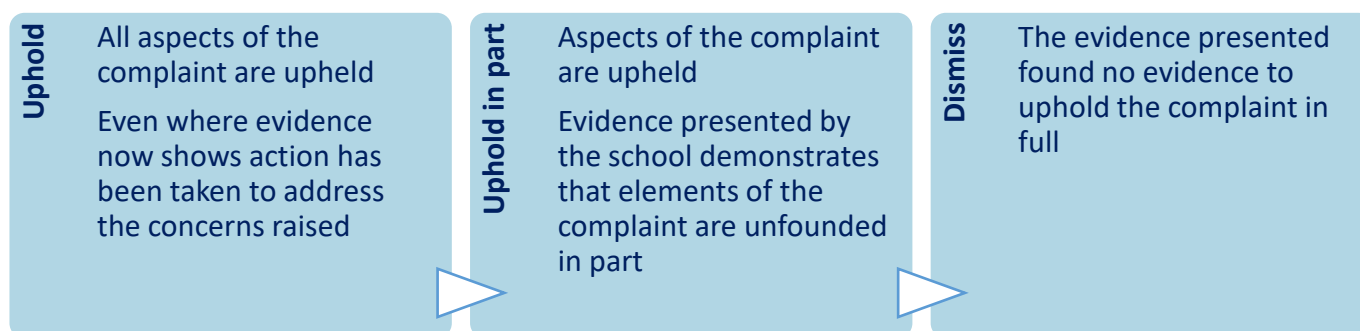 Uphold
All aspects of the
complaint are upheld
Even where evidence
now shows action has
been taken to address
the concerns raised
Uphold in part
Aspects of the complaint
are upheld
Evidence presented by
the school demonstrates
that elements of the
complaint are unfounded
in part
Dismiss
The evidence presented
found no evidence to
uphold the complaint in
full